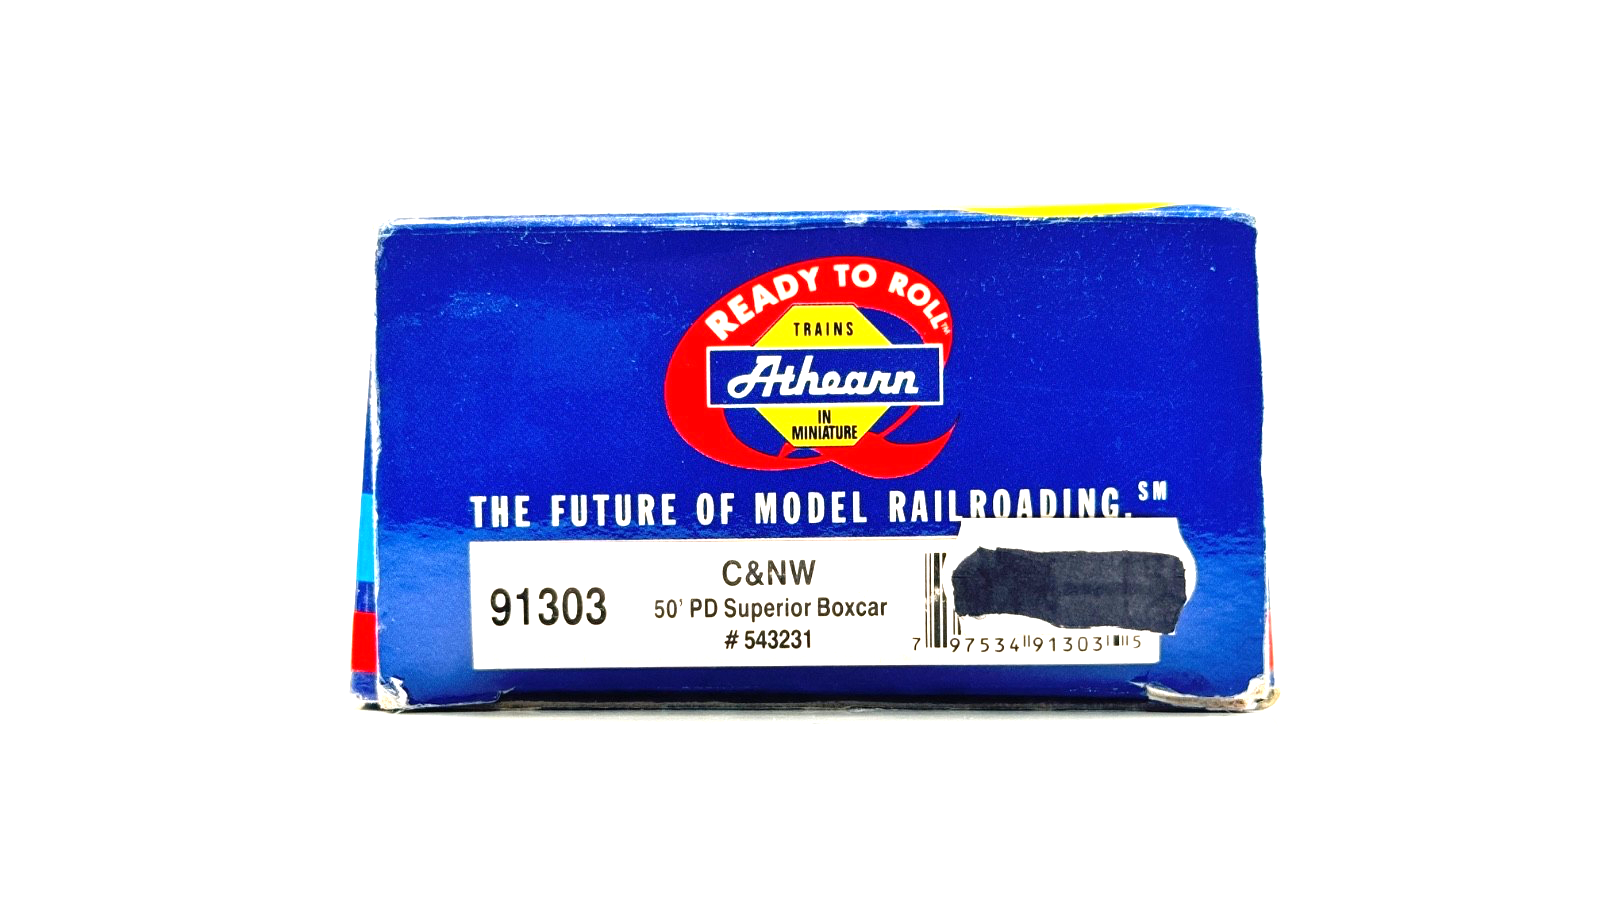 READY TO ROLL™
TRAINS
Athearn
IN
MINIATURE
THE FUTURE OF MODEL RAILROADING.℠
91303
C&NW
50' PD Superior Boxcar
# 543231
7 97534 91303 5